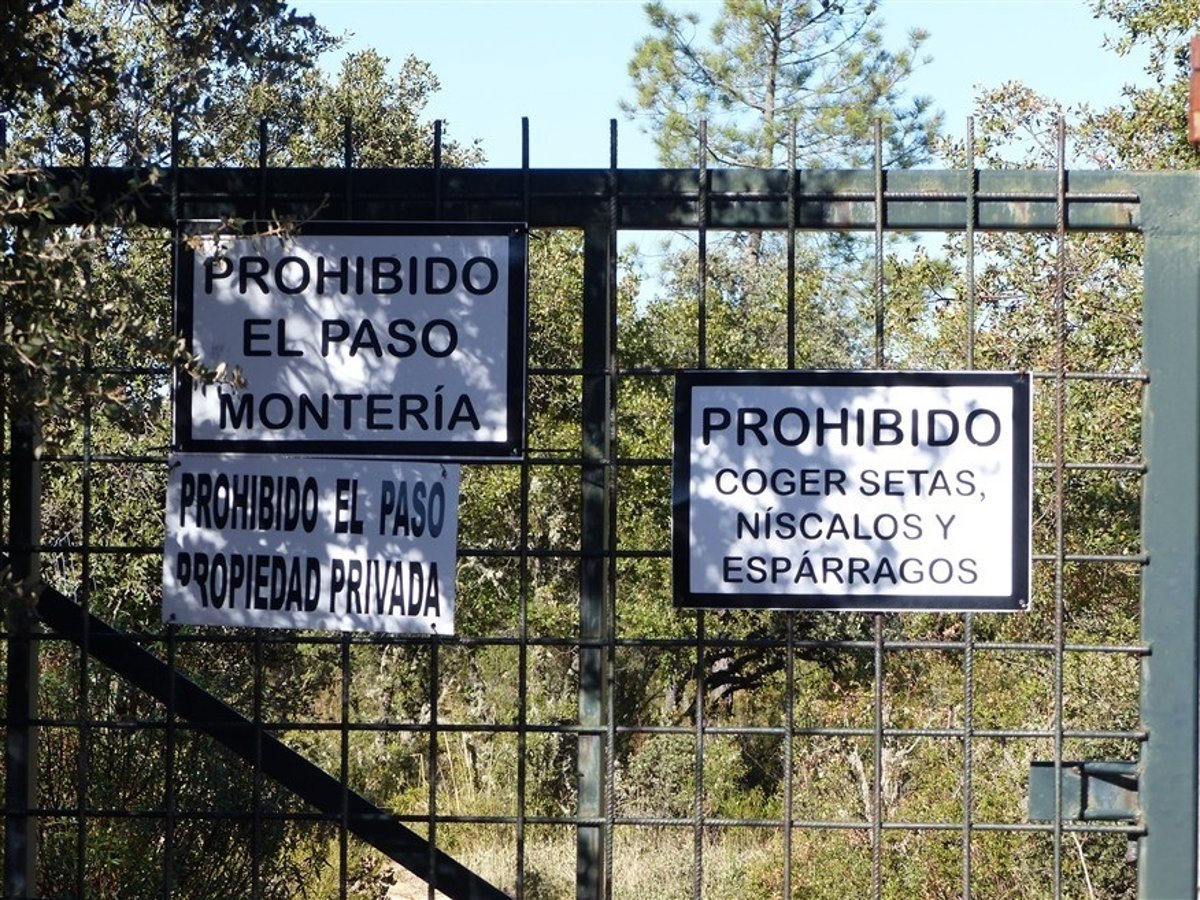 PROHIBIDO
EL PASO
MONTERÍA
PROHIBIDO EL PASO
PROPIEDAD PRIVADA
PROHIBIDO
COGER SETAS,
NÍSCALOS Y
ESPÁRRAGOS